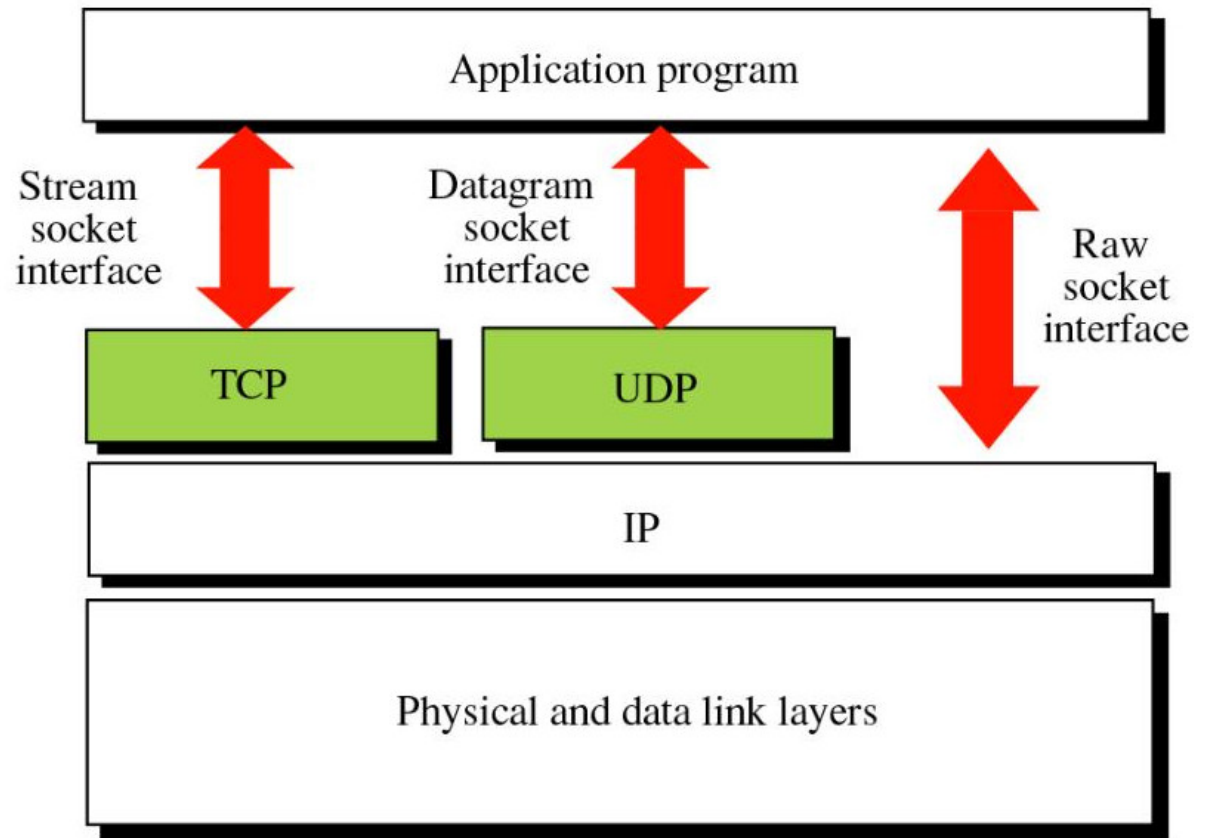 Application program
Stream
socket
interface
Datagram
socket
interface
Raw
socket
interface
TCP
UDP
IP
Physical and data link layers